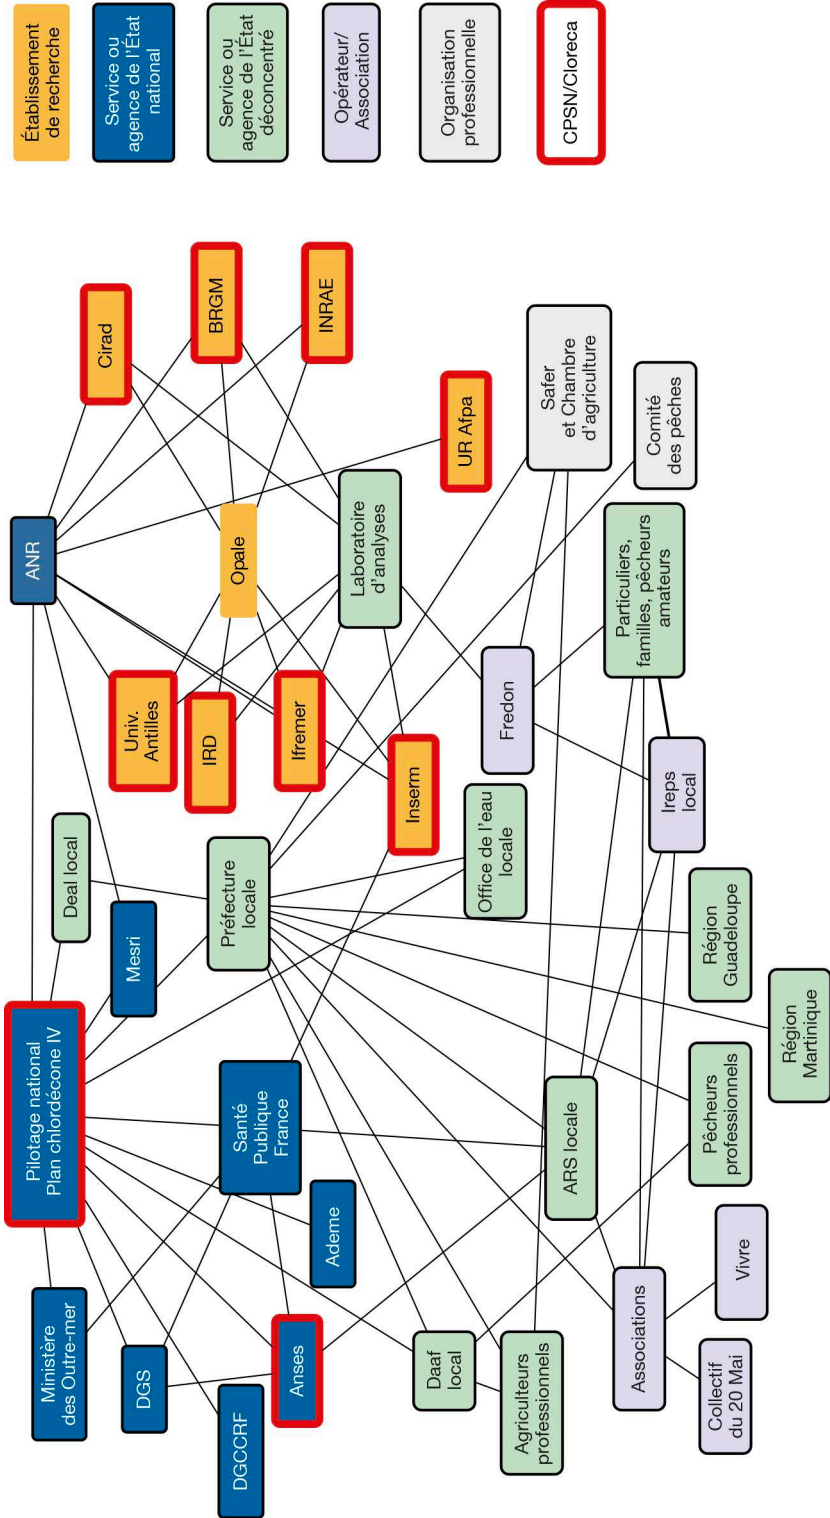 Pilotage national
Plan chlordécone IV
ANR
Ministère
des Outre-mer
Deal local
Cirad
DGS
Mesri
Univ.
Antilles
BRGM
DGCCRF
Santé
Publique
France
Préfecture
locale
IRD
Opale
INRAE
Anses
Ademe
Ifremer
Laboratoire
d'analyses
Inserm
UR Afpa
Daaf
local
Office de l'eau
locale
Fredon
Safer
et Chambre
d'agriculture
Agriculteurs
professionnels
ARS locale
Particuliers,
familles, pêcheurs
amateurs
Comité
des pêches
Associations
Ireps
local
Collectif
du 20 Mai
Vivre
Pêcheurs
professionnels
Région
Guadeloupe
Région
Martinique
Établissement
de recherche
Service ou
agence de l'État
national
Service ou
agence de l'État
déconcentré
Opérateur/
Association
Organisation
professionnelle
CPSN/Cloreca